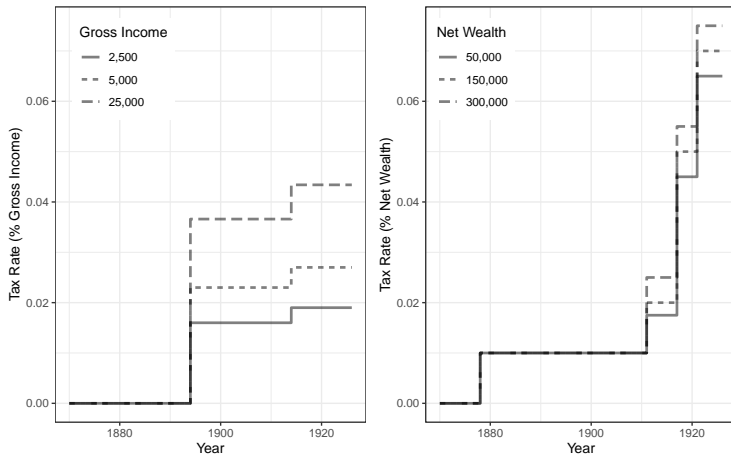 Gross Income
2,500
5,000
25,000
Tax Rate (% Gross Income)
0.06
0.04
0.02
0.00
1880 1900 1920
Year
Net Wealth
50,000
150,000
300,000
Tax Rate (% Net Wealth)
0.06
0.04
0.02
0.00
1880 1900 1920
Year